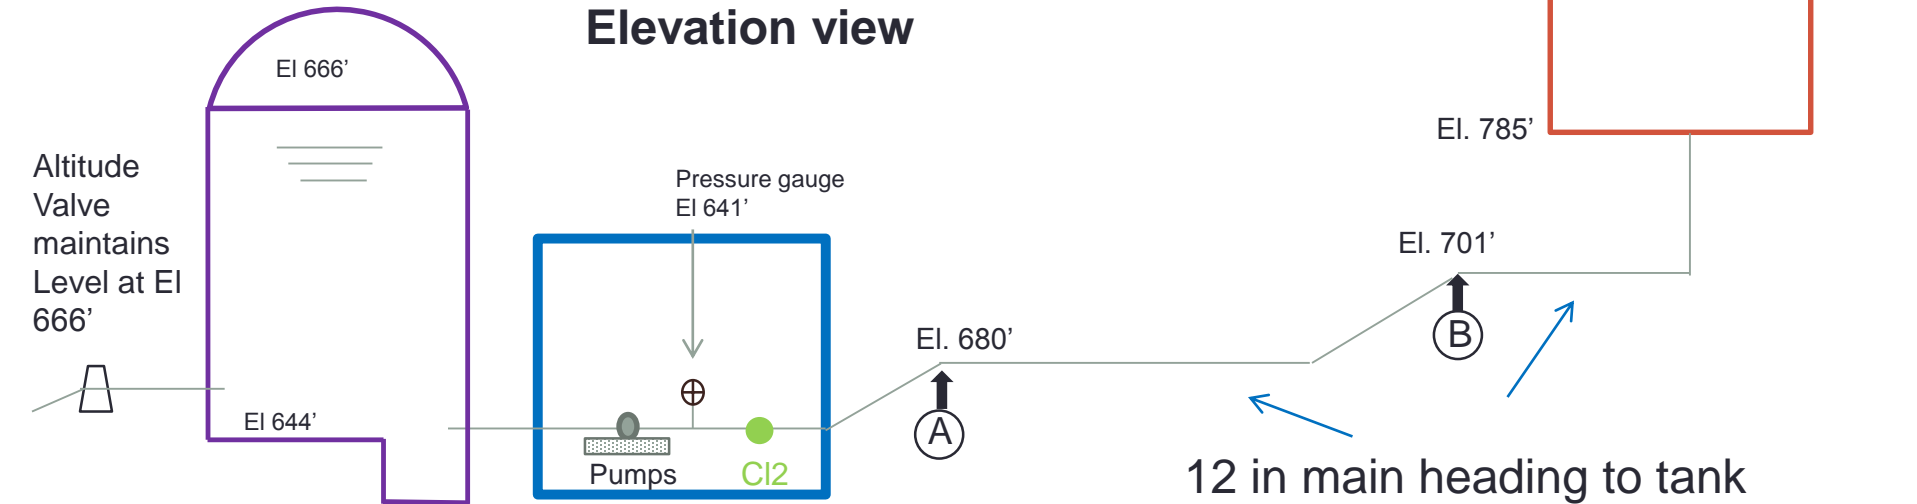 Elevation view
El 666’
Altitude
Valve
maintains
Level at El
666’
El 644’
Pressure gauge
El 641’
Pumps
Cl2
El. 680’
A
El. 701’
B
El. 785’
12 in main heading to tank